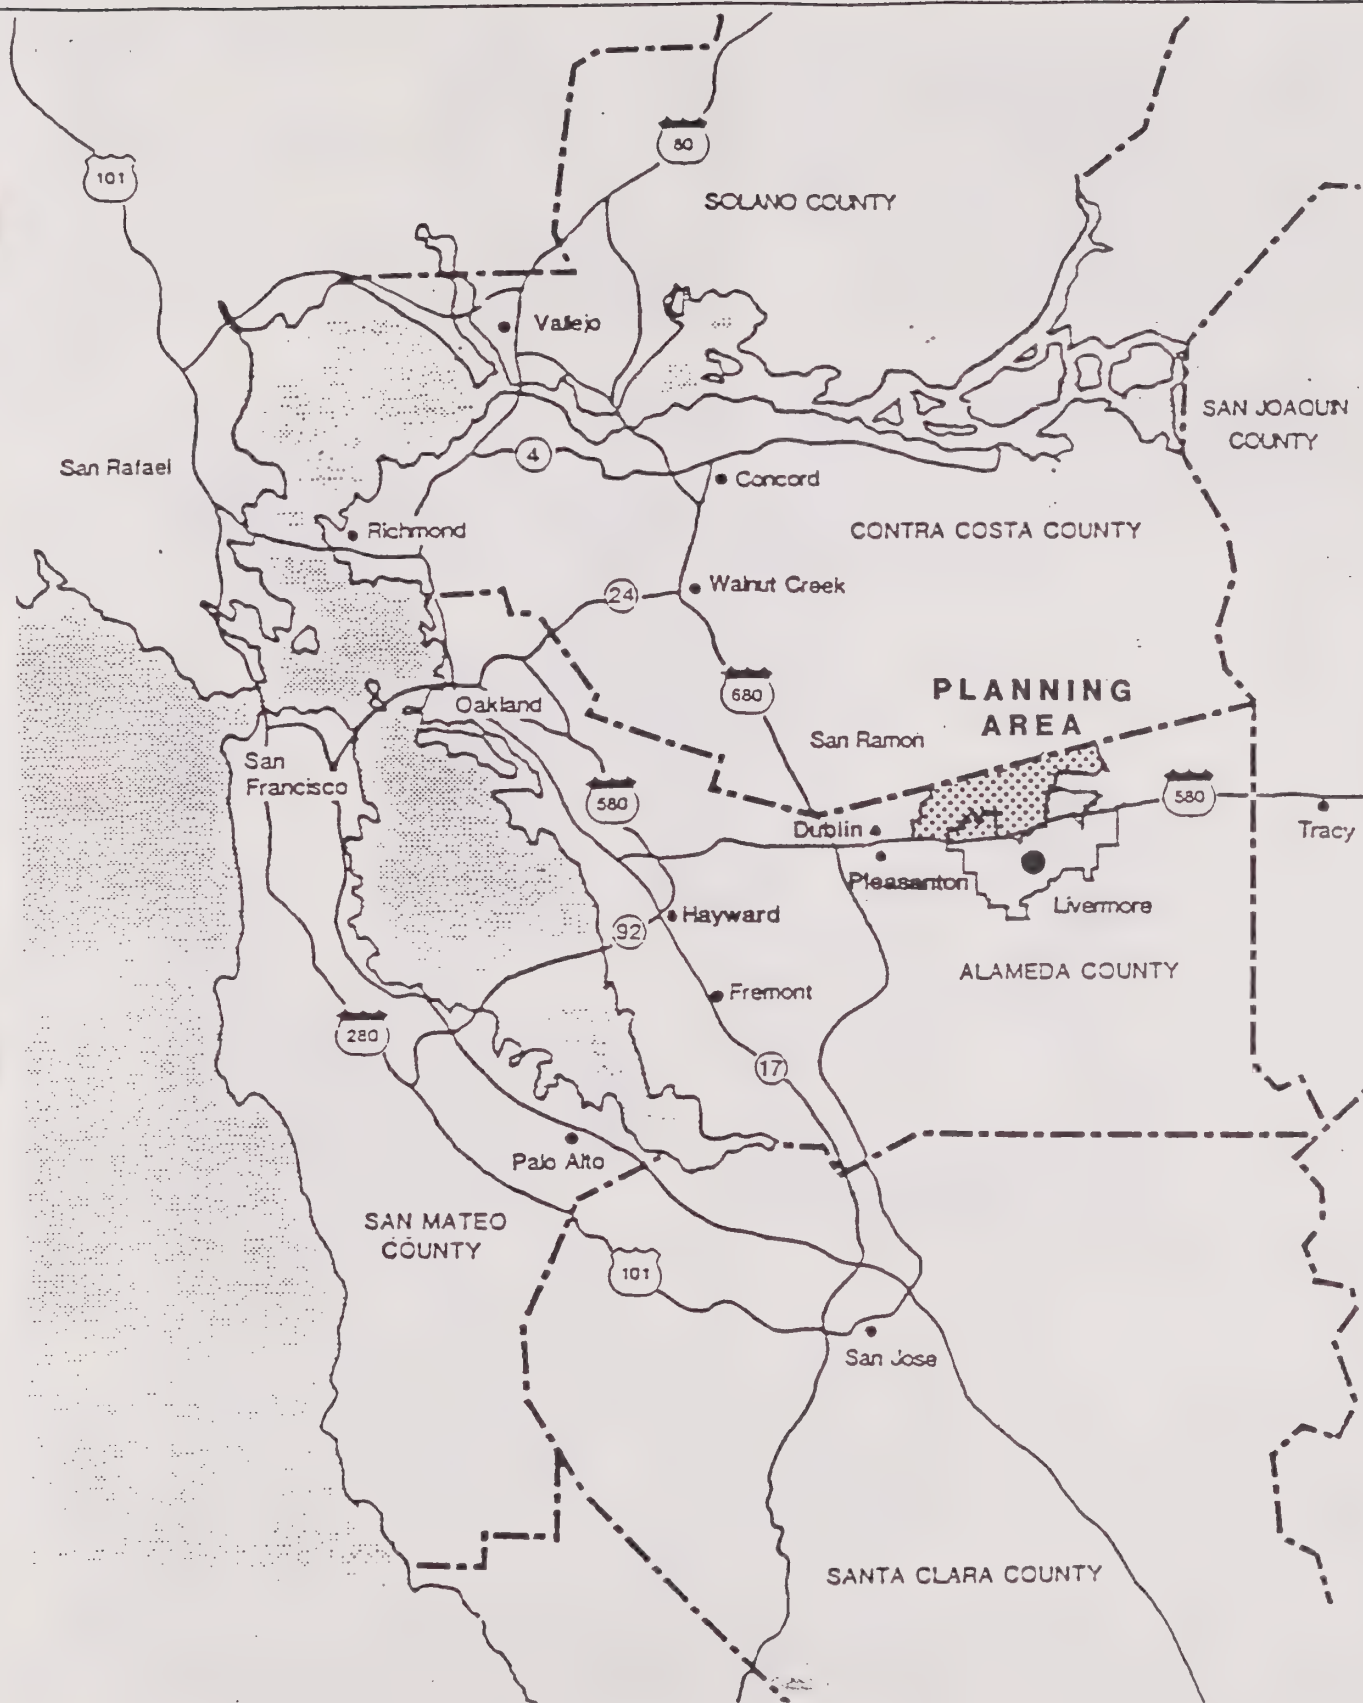 80
101
SOLANO COUNTY
Vallejo
SAN JOAQUIN
COUNTY
4
San Rafael
Concord
Richmond
CONTRA COSTA COUNTY
24
Walnut Creek
680
PLANNING
AREA
Oakland
San Ramon
San
Francisco
580
580
Dublin
Tracy
Pleasanton
Livermore
Hayward
92
ALAMEDA COUNTY
Fremont
280
17
Palo Alto
SAN MATEO
COUNTY
101
San Jose
SANTA CLARA COUNTY